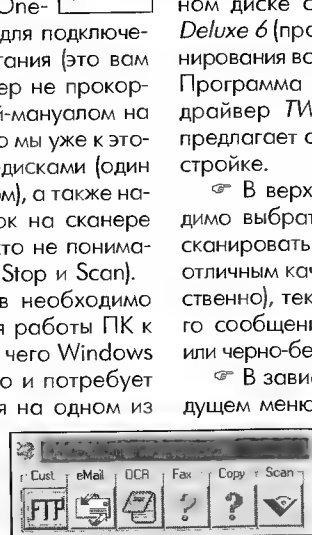 One-
для подключе-
тания (это вам
ер не прокор-
й-мануалом на
о мы уже к это-
-дисками (один
ом), а также на-
ок на сканере
кто не понима-
Stop и Scan).
в необходимо
я работы ПК к
чего Windows
о и потребует
я на одном из
ном диске с
Deluxe 6 (про
нирования вс
Программа
драйвер TW
предлагает с
стройке.
☞ В верх
димо выбрат
сканировать
отличным кач
ственно), тек
го сообщени
или черно-бе
☞ В завис
дущем меню
Cust eMail OCR Fax Copy Scan
FTP